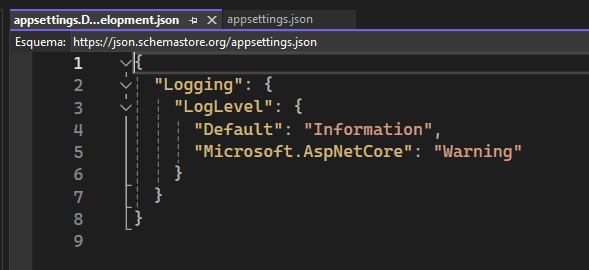 appsettings.D...elopment.json appsettings.json
Esquema: https://json.schemastore.org/appsettings.json
1 {
2 "Logging": {
3 "LogLevel": {
4 "Default": "Information",
5 "Microsoft.AspNetCore": "Warning"
6 }
7 }
8 }
9